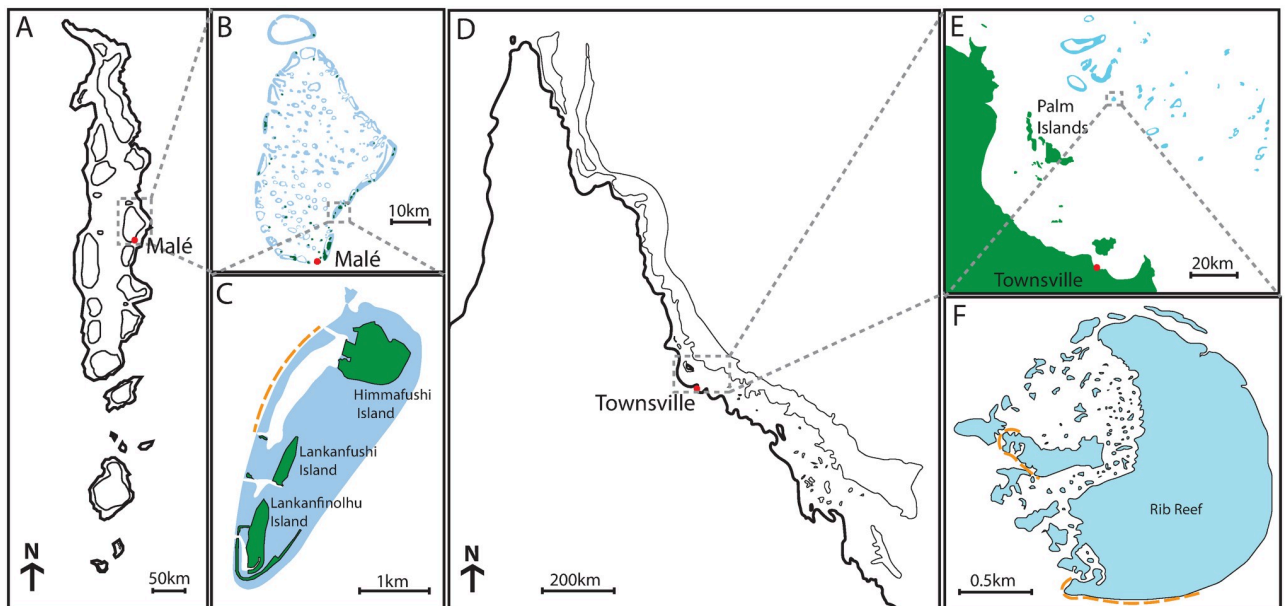 A
Malé
N
50km
B
10km
Malé
C
Himmafushi
Island
Lankanfushi
Island
Lankanfinolhu
Island
1km
D
Townsville
N
200km
E
Palm
Islands
Townsville
20km
F
Rib Reef
0.5km